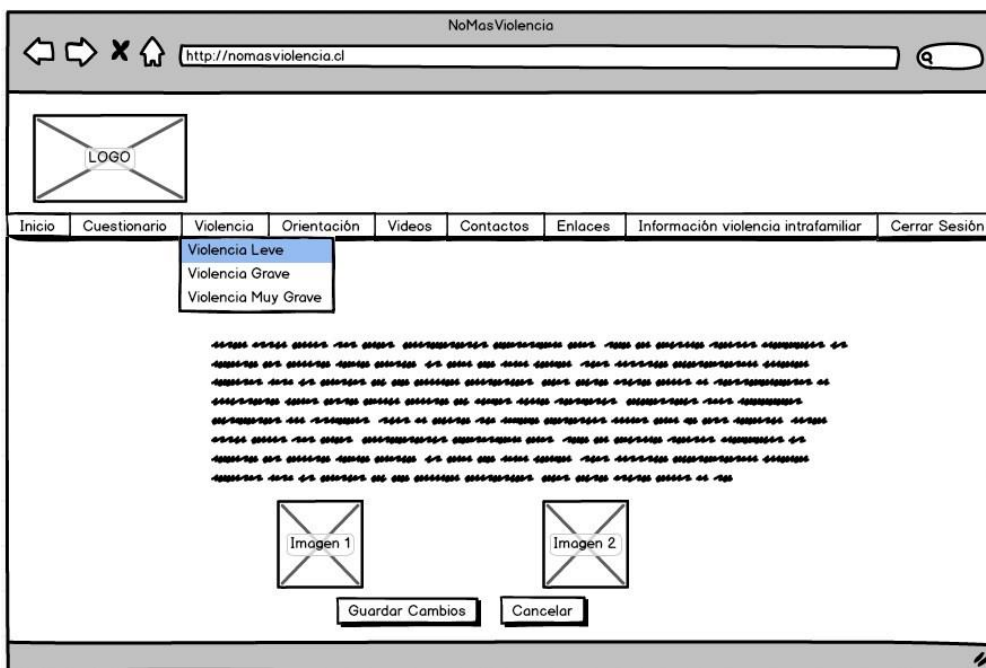 NoMasViolencia
http://nomasviolencia.cl
LOGO
Inicio Cuestionario Violencia Orientación Videos Contactos Enlaces Información violencia intrafamiliar Cerrar Sesión
Violencia Leve
Violencia Grave
Violencia Muy Grave
Imagen 1 Imagen 2
Guardar Cambios Cancelar